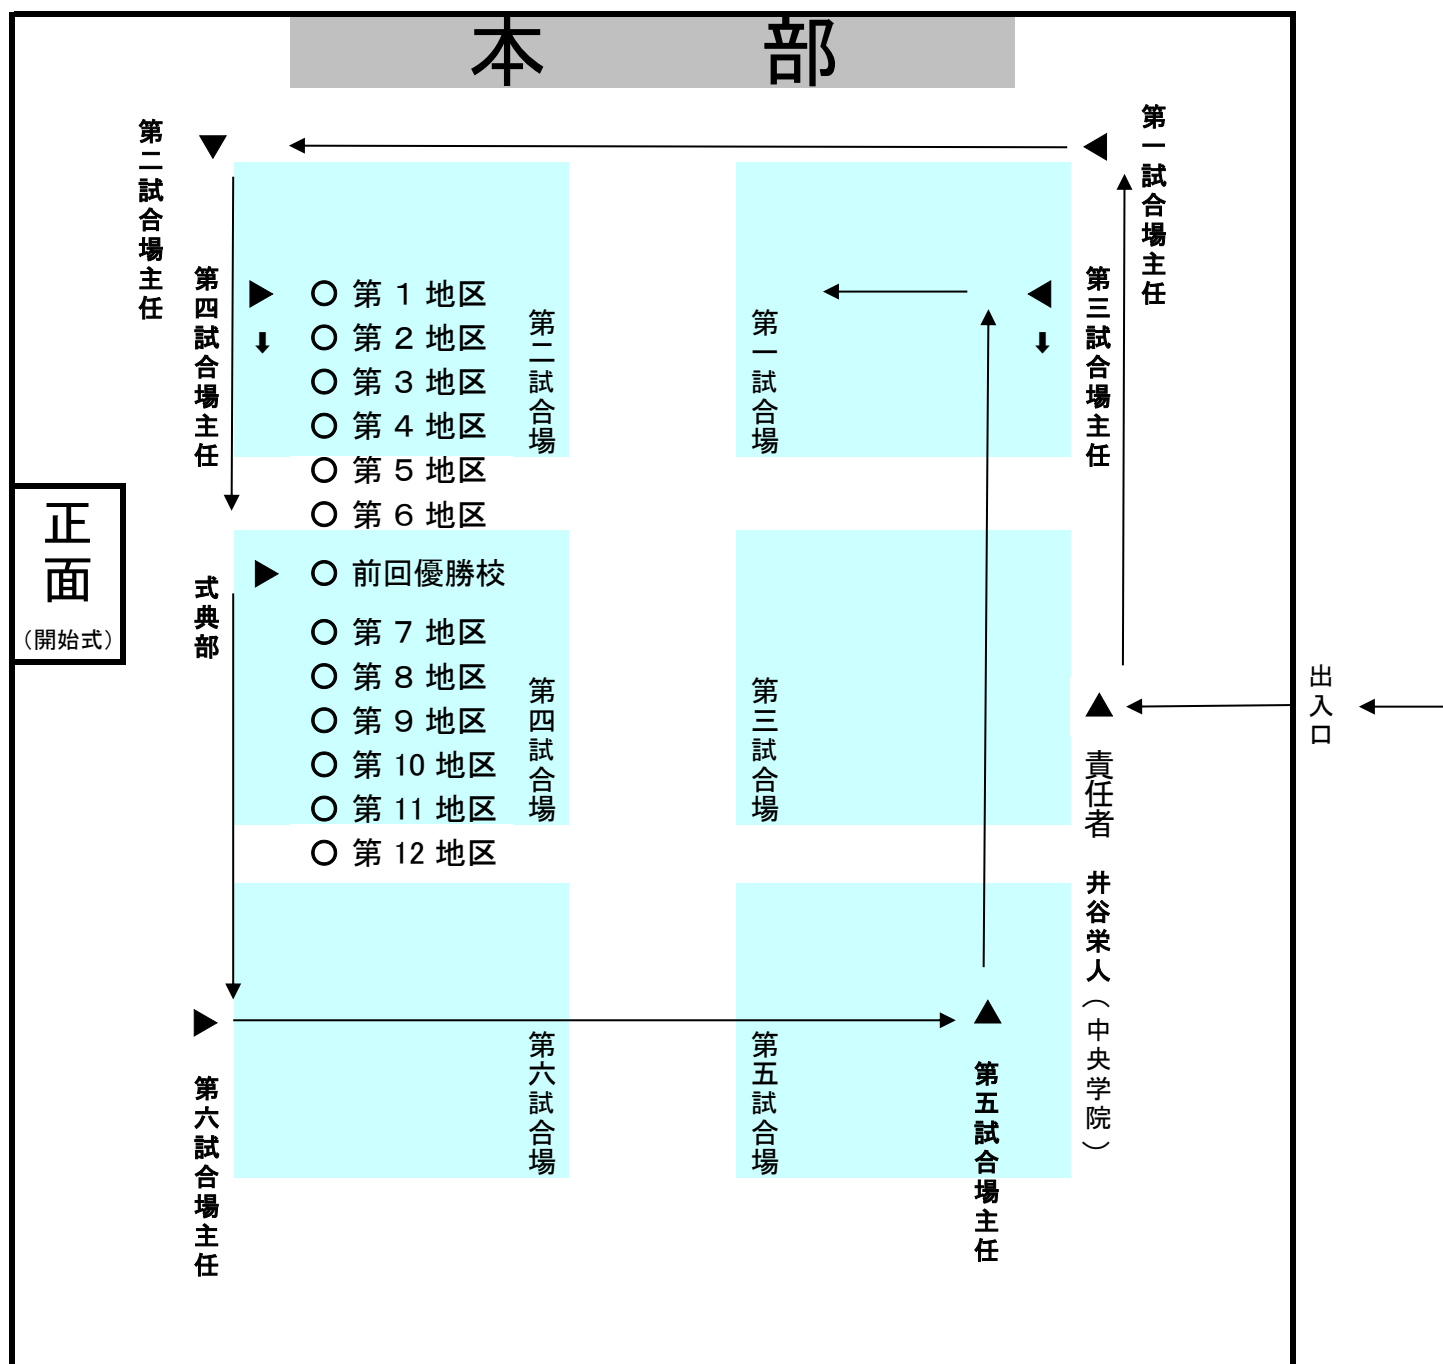 本　　部
第一試合場主任
第二試合場主任
第三試合場主任
第四試合場主任
○ 第 1 地区
○ 第 2 地区
○ 第 3 地区
○ 第 4 地区
○ 第 5 地区
○ 第 6 地区
第二試合場
第一試合場
正面
（開始式）
式典部
○ 前回優勝校
○ 第 7 地区
○ 第 8 地区
○ 第 9 地区
○ 第 10 地区
○ 第 11 地区
○ 第 12 地区
第四試合場
第三試合場
出入口
責任者　井谷栄人（中央学院）
第六試合場
第五試合場
第六試合場主任
第五試合場主任